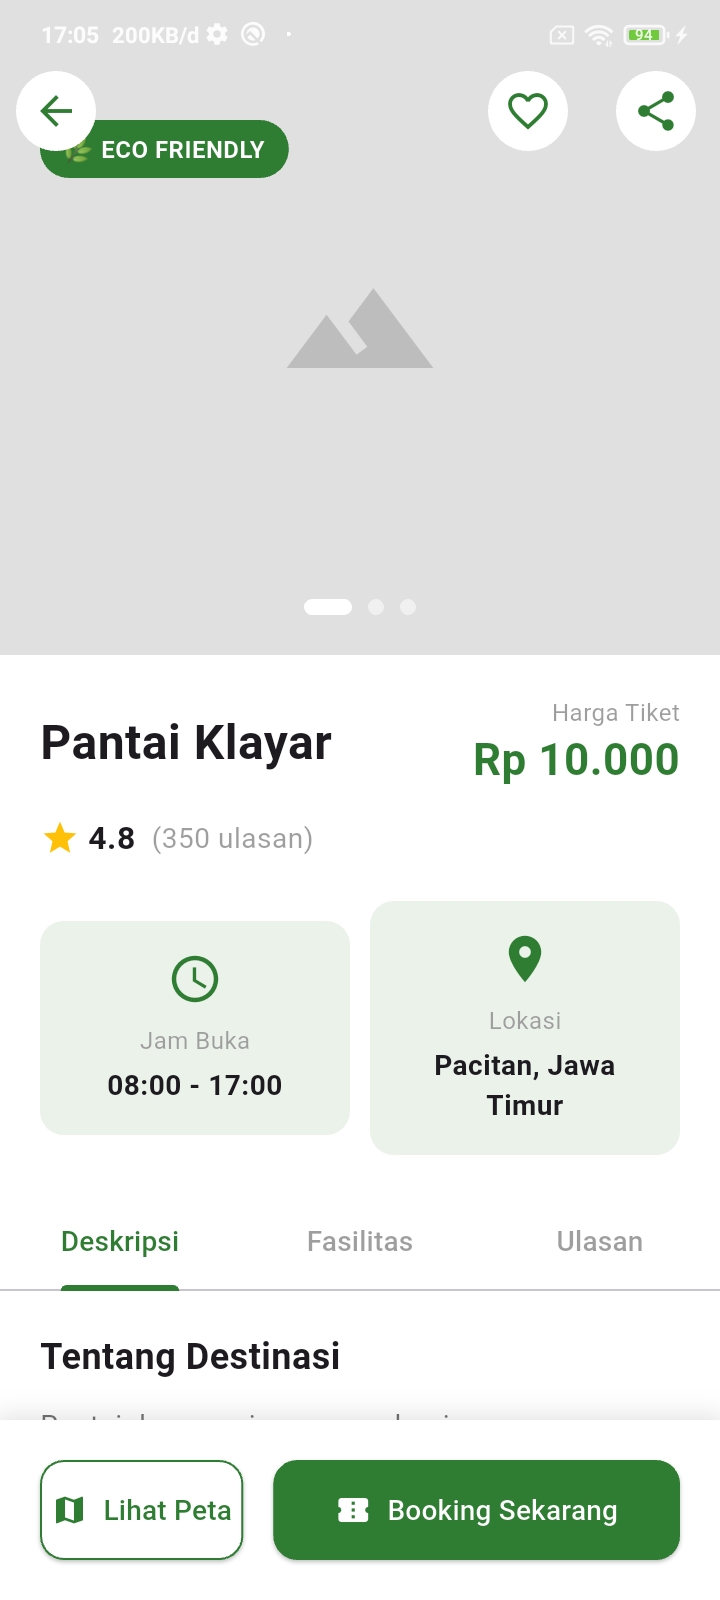 17:05 200KB/d
94
ECO FRIENDLY
Pantai Klayar
Harga Tiket
Rp 10.000
4.8 (350 ulasan)
Jam Buka
08:00 - 17:00
Lokasi
Pacitan, Jawa
Timur
Deskripsi
Fasilitas
Ulasan
Tentang Destinasi
Lihat Peta
Booking Sekarang